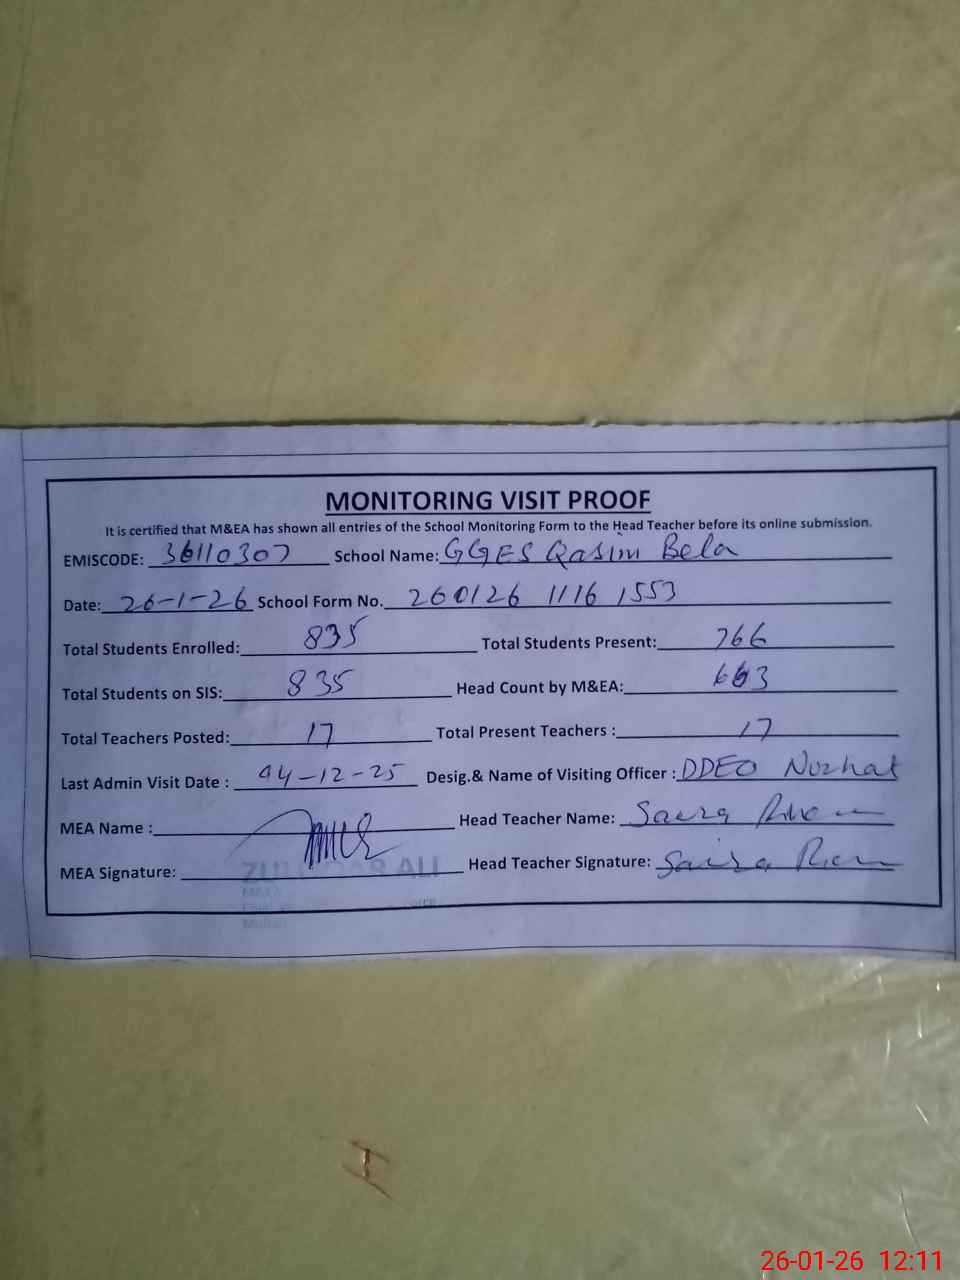 MONITORING VISIT PROOF
It is certified that M&EA has shown all entries of the School Monitoring Form to the Head Teacher before its online submission.
EMISCODE: 36110307 School Name: GGES Qasim Bela
Date: 26-1-26 School Form No. 260126 1116 1553
Total Students Enrolled: 835 Total Students Present: 766
Total Students on SIS: 835 Head Count by M&EA: 663
Total Teachers Posted: 17 Total Present Teachers : 17
Last Admin Visit Date : 04-12-25 Desig.& Name of Visiting Officer : DDEO Nuzhat
MEA Name : Head Teacher Name: Saira
MEA Signature: Head Teacher Signature: Saira
ALI
Multan
26-01-26 12:11